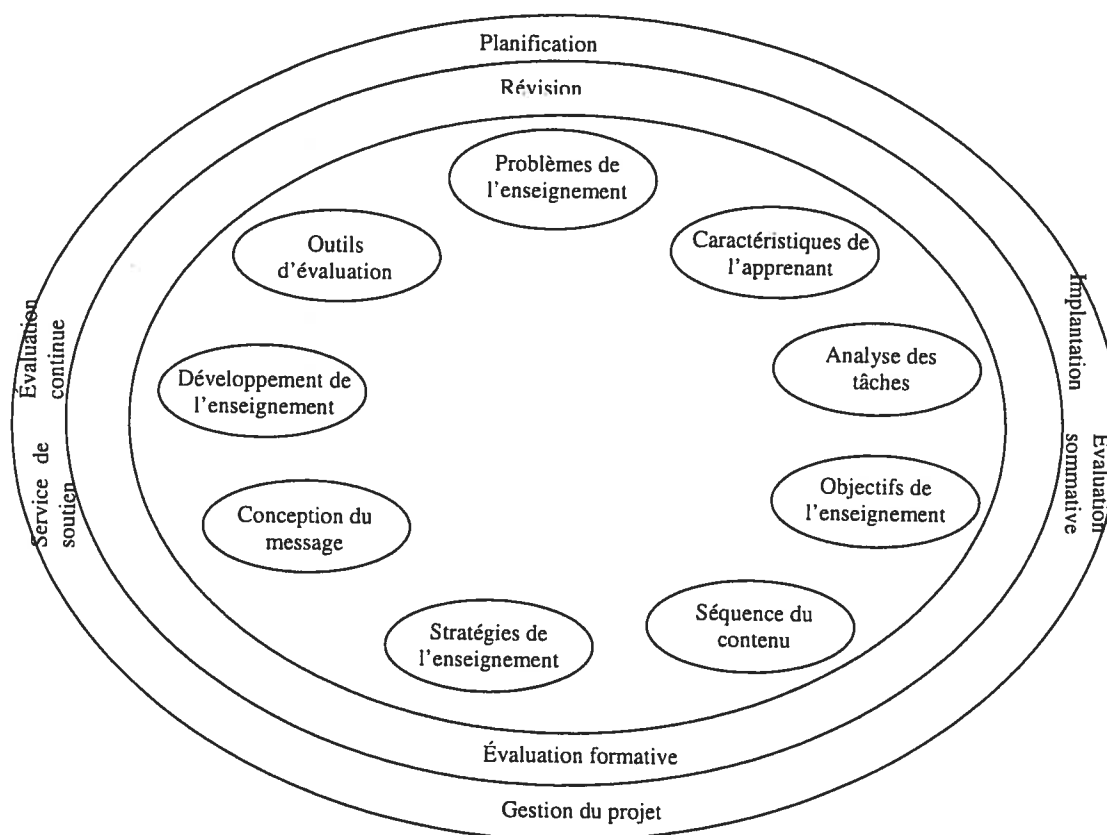 Planification
Révision
Problèmes de
l'enseignement
Outils
d'évaluation
Caractéristiques de
l'apprenant
Évaluation
continue
Implantation
Analyse des
tâches
Développement de
l'enseignement
Service de
soutien
Évaluation
sommative
Objectifs de
l'enseignement
Conception du
message
Séquence du
contenu
Stratégies de
l'enseignement
Évaluation formative
Gestion du projet